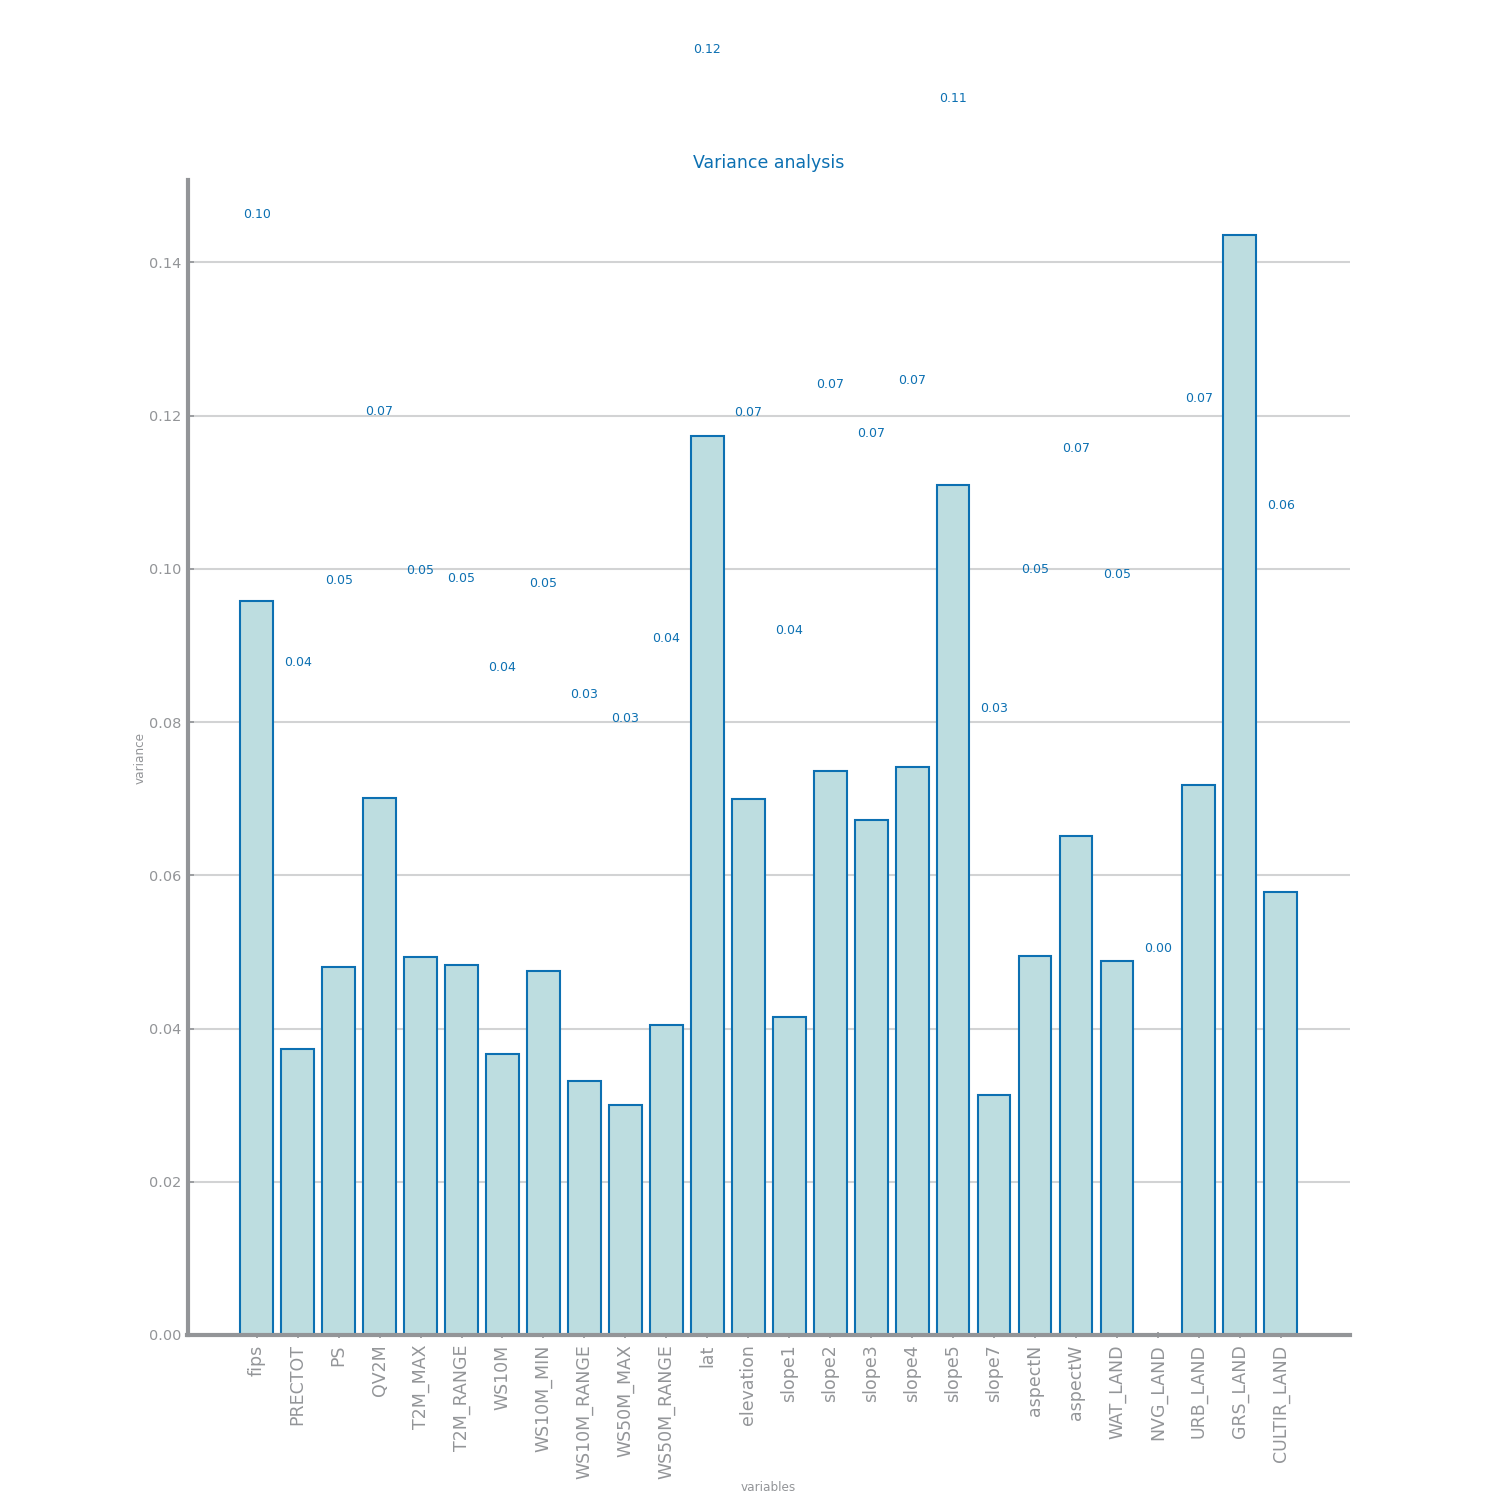 0.12
0.11
Variance analysis
0.10
0.14
0.07
0.07
0.07
0.07
0.07
0.12
0.07
0.07
0.06
0.10
0.05
0.05
0.05
0.05
0.05
0.05
0.04
0.04
0.04
0.04
0.03
0.03
0.03
0.08
variance
0.06
0.00
0.04
0.02
0.00
fips
PRECTOT
PS
QV2M
T2M_MAX
T2M_RANGE
WS10M
WS10M_MIN
WS10M_RANGE
WS50M_MAX
WS50M_RANGE
lat
elevation
slope1
slope2
slope3
slope4
slope5
slope7
aspectN
aspectW
WAT_LAND
NVG_LAND
URB_LAND
GRS_LAND
CULTIR_LAND
variables